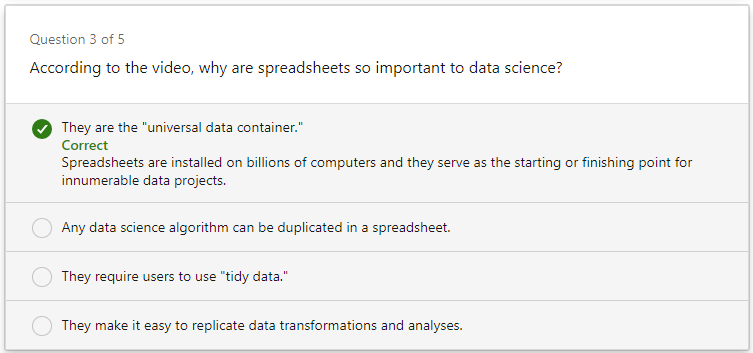 Question 3 of 5
According to the video, why are spreadsheets so important to data science?
They are the "universal data container."
Correct
Spreadsheets are installed on billions of computers and they serve as the starting or finishing point for
innumerable data projects.
Any data science algorithm can be duplicated in a spreadsheet.
They require users to use "tidy data."
They make it easy to replicate data transformations and analyses.